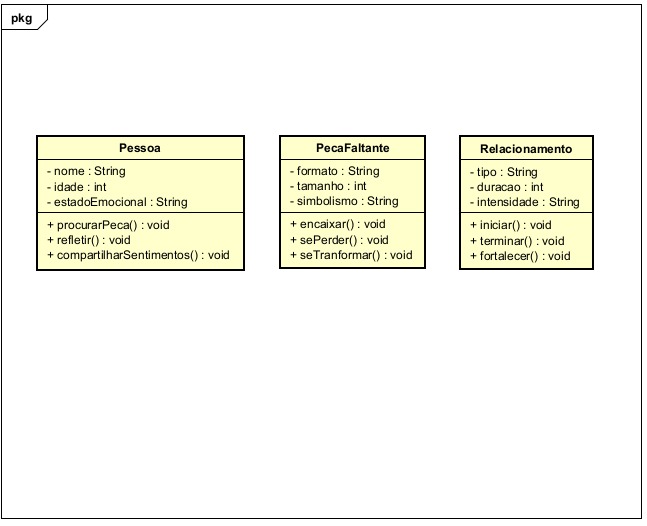 pkg
Pessoa
- nome : String
- idade : int
- estadoEmocional : String
+ procurarPeca() : void
+ refletir() : void
+ compartilharSentimentos() : void
PecaFaltante
- formato : String
- tamanho : int
- simbolismo : String
+ encaixar() : void
+ sePerder() : void
+ seTranformar() : void
Relacionamento
- tipo : String
- duracao : int
- intensidade : String
+ iniciar() : void
+ terminar() : void
+ fortalecer() : void